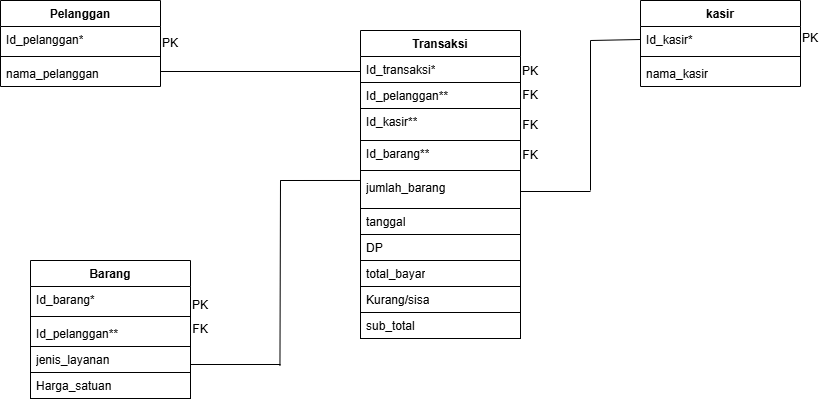 Pelanggan
Id_pelanggan*
PK
nama_pelanggan
Transaksi
Id_transaksi*
PK
Id_pelanggan**
FK
Id_kasir**
FK
Id_barang**
FK
jumlah_barang
tanggal
DP
total_bayar
Kurang/sisa
sub_total
kasir
Id_kasir*
PK
nama_kasir
Barang
Id_barang*
PK
Id_pelanggan**
FK
jenis_layanan
Harga_satuan